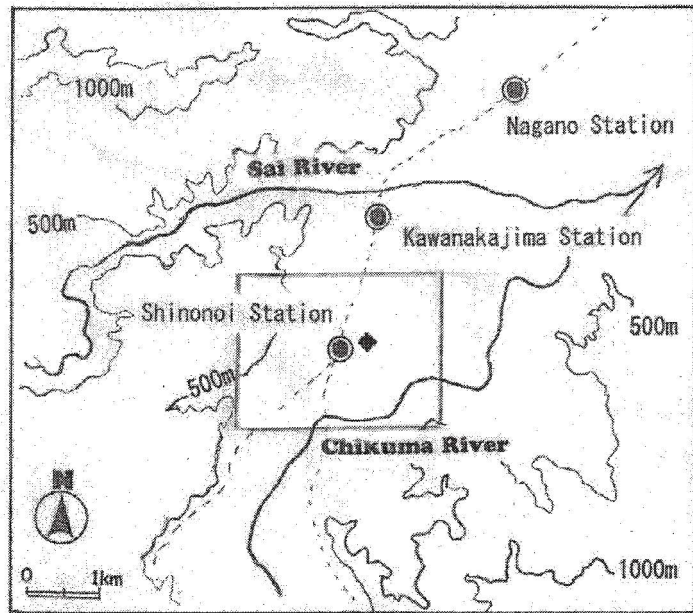 1000m
Nagano Station
Sai River
500m
Kawanakajima Station
Shinonoi Station
500m
500m
Chikuma River
N
0 1km
1000m